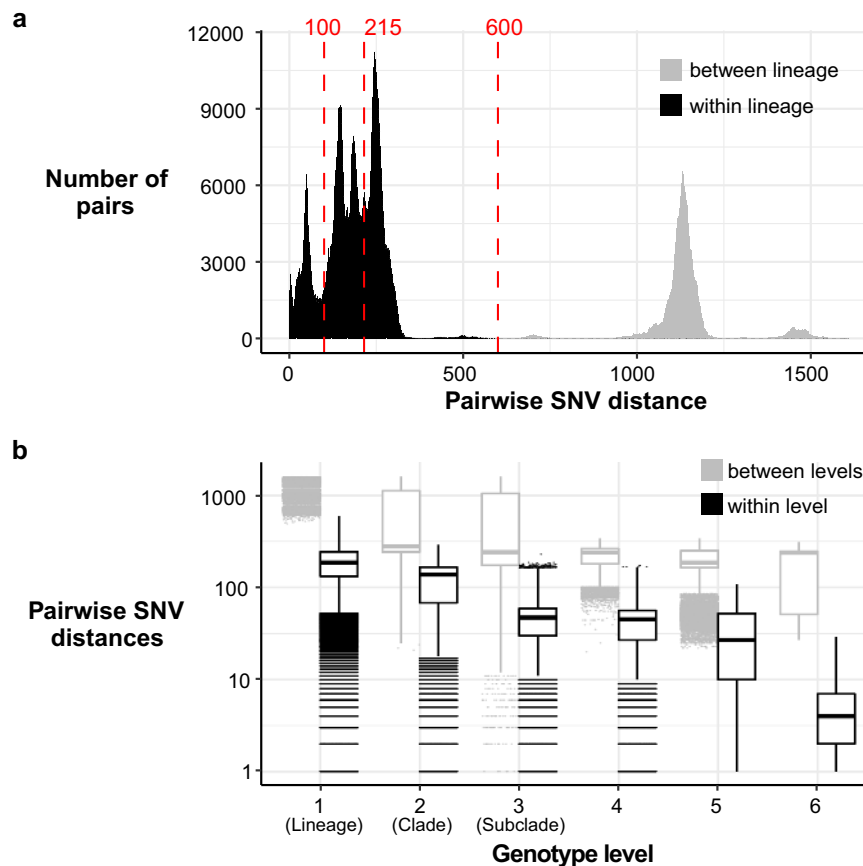 a
100 215 600
12000
9000
6000
3000
0
Number of
pairs
between lineage
within lineage
0 500 1000 1500
Pairwise SNV distance
b
between levels
within level
1000
100
10
1
Pairwise SNV
distances
1 2 3 4 5 6
(Lineage) (Clade) (Subclade)
Genotype level